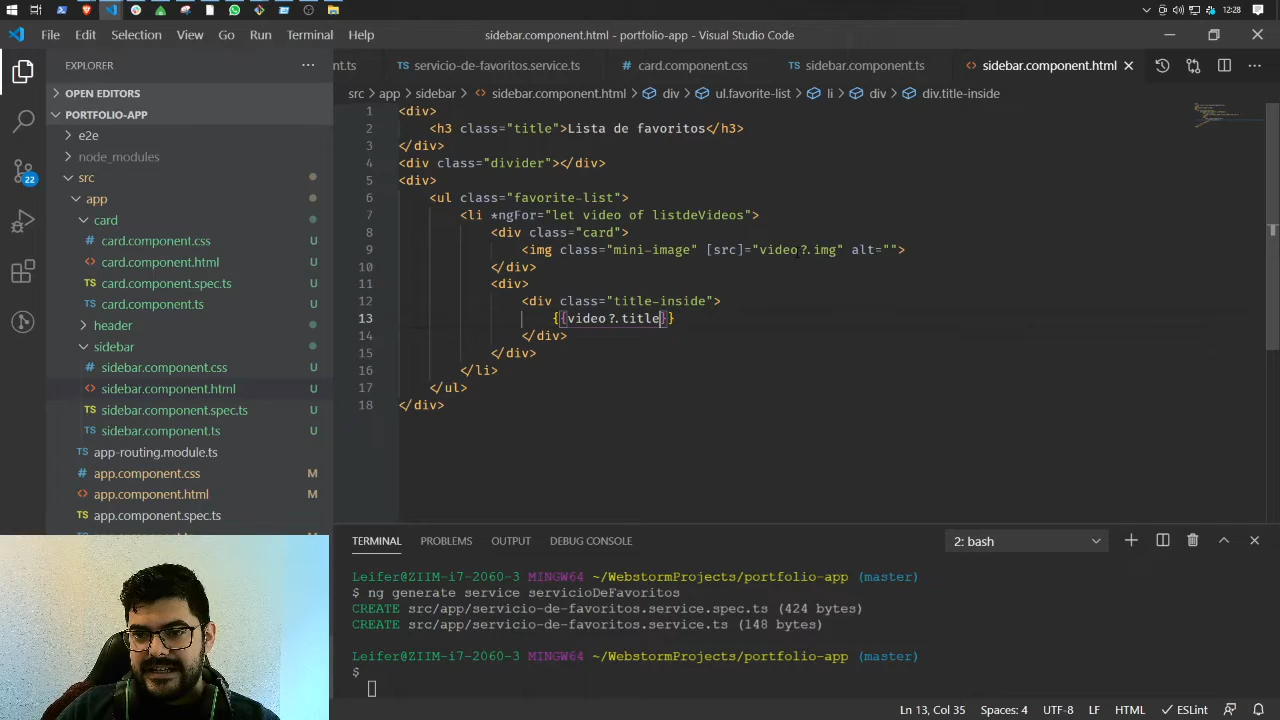 12:28
File Edit Selection View Go Run Terminal Help
sidebar.component.html - portfolio-app - Visual Studio Code
EXPLORER
OPEN EDITORS
PORTFOLIO-APP
e2e
node_modules
src
app
card
card.component.css U
card.component.html U
TS card.component.spec.ts U
TS card.component.ts U
header
sidebar
sidebar.component.css U
sidebar.component.html U
TS sidebar.component.spec.ts U
TS sidebar.component.ts U
TS app-routing.module.ts
app.component.css M
app.component.html M
TS app.component.spec.ts
22
nt.ts TS servicio-de-favoritos.service.ts # card.component.css TS sidebar.component.ts <> sidebar.component.html
src > app > sidebar > <> sidebar.component.html > div > ul.favorite-list > li > div > div.title-inside
1 <div>
2 <h3 class="title">Lista de favoritos</h3>
3 </div>
4 <div class="divider"></div>
5 <div>
6 <ul class="favorite-list">
7 <li *ngFor="let video of listdeVideos">
8 <div class="card">
9 <img class="mini-image" [src]="video?.img" alt="">
10 </div>
11 <div>
12 <div class="title-inside">
13 {{video?.title}}
14 </div>
15 </div>
16 </li>
17 </ul>
18 </div>
TERMINAL PROBLEMS OUTPUT DEBUG CONSOLE
2: bash
Leifer@ZIIM-i7-2060-3 MINGW64 ~/WebstormProjects/portfolio-app (master)
$ ng generate service servicioDeFavoritos
CREATE src/app/servicio-de-favoritos.service.spec.ts (424 bytes)
CREATE src/app/servicio-de-favoritos.service.ts (148 bytes)
Leifer@ZIIM-i7-2060-3 MINGW64 ~/WebstormProjects/portfolio-app (master)
$
Ln 13, Col 35 Spaces: 4 UTF-8 LF HTML ESLint